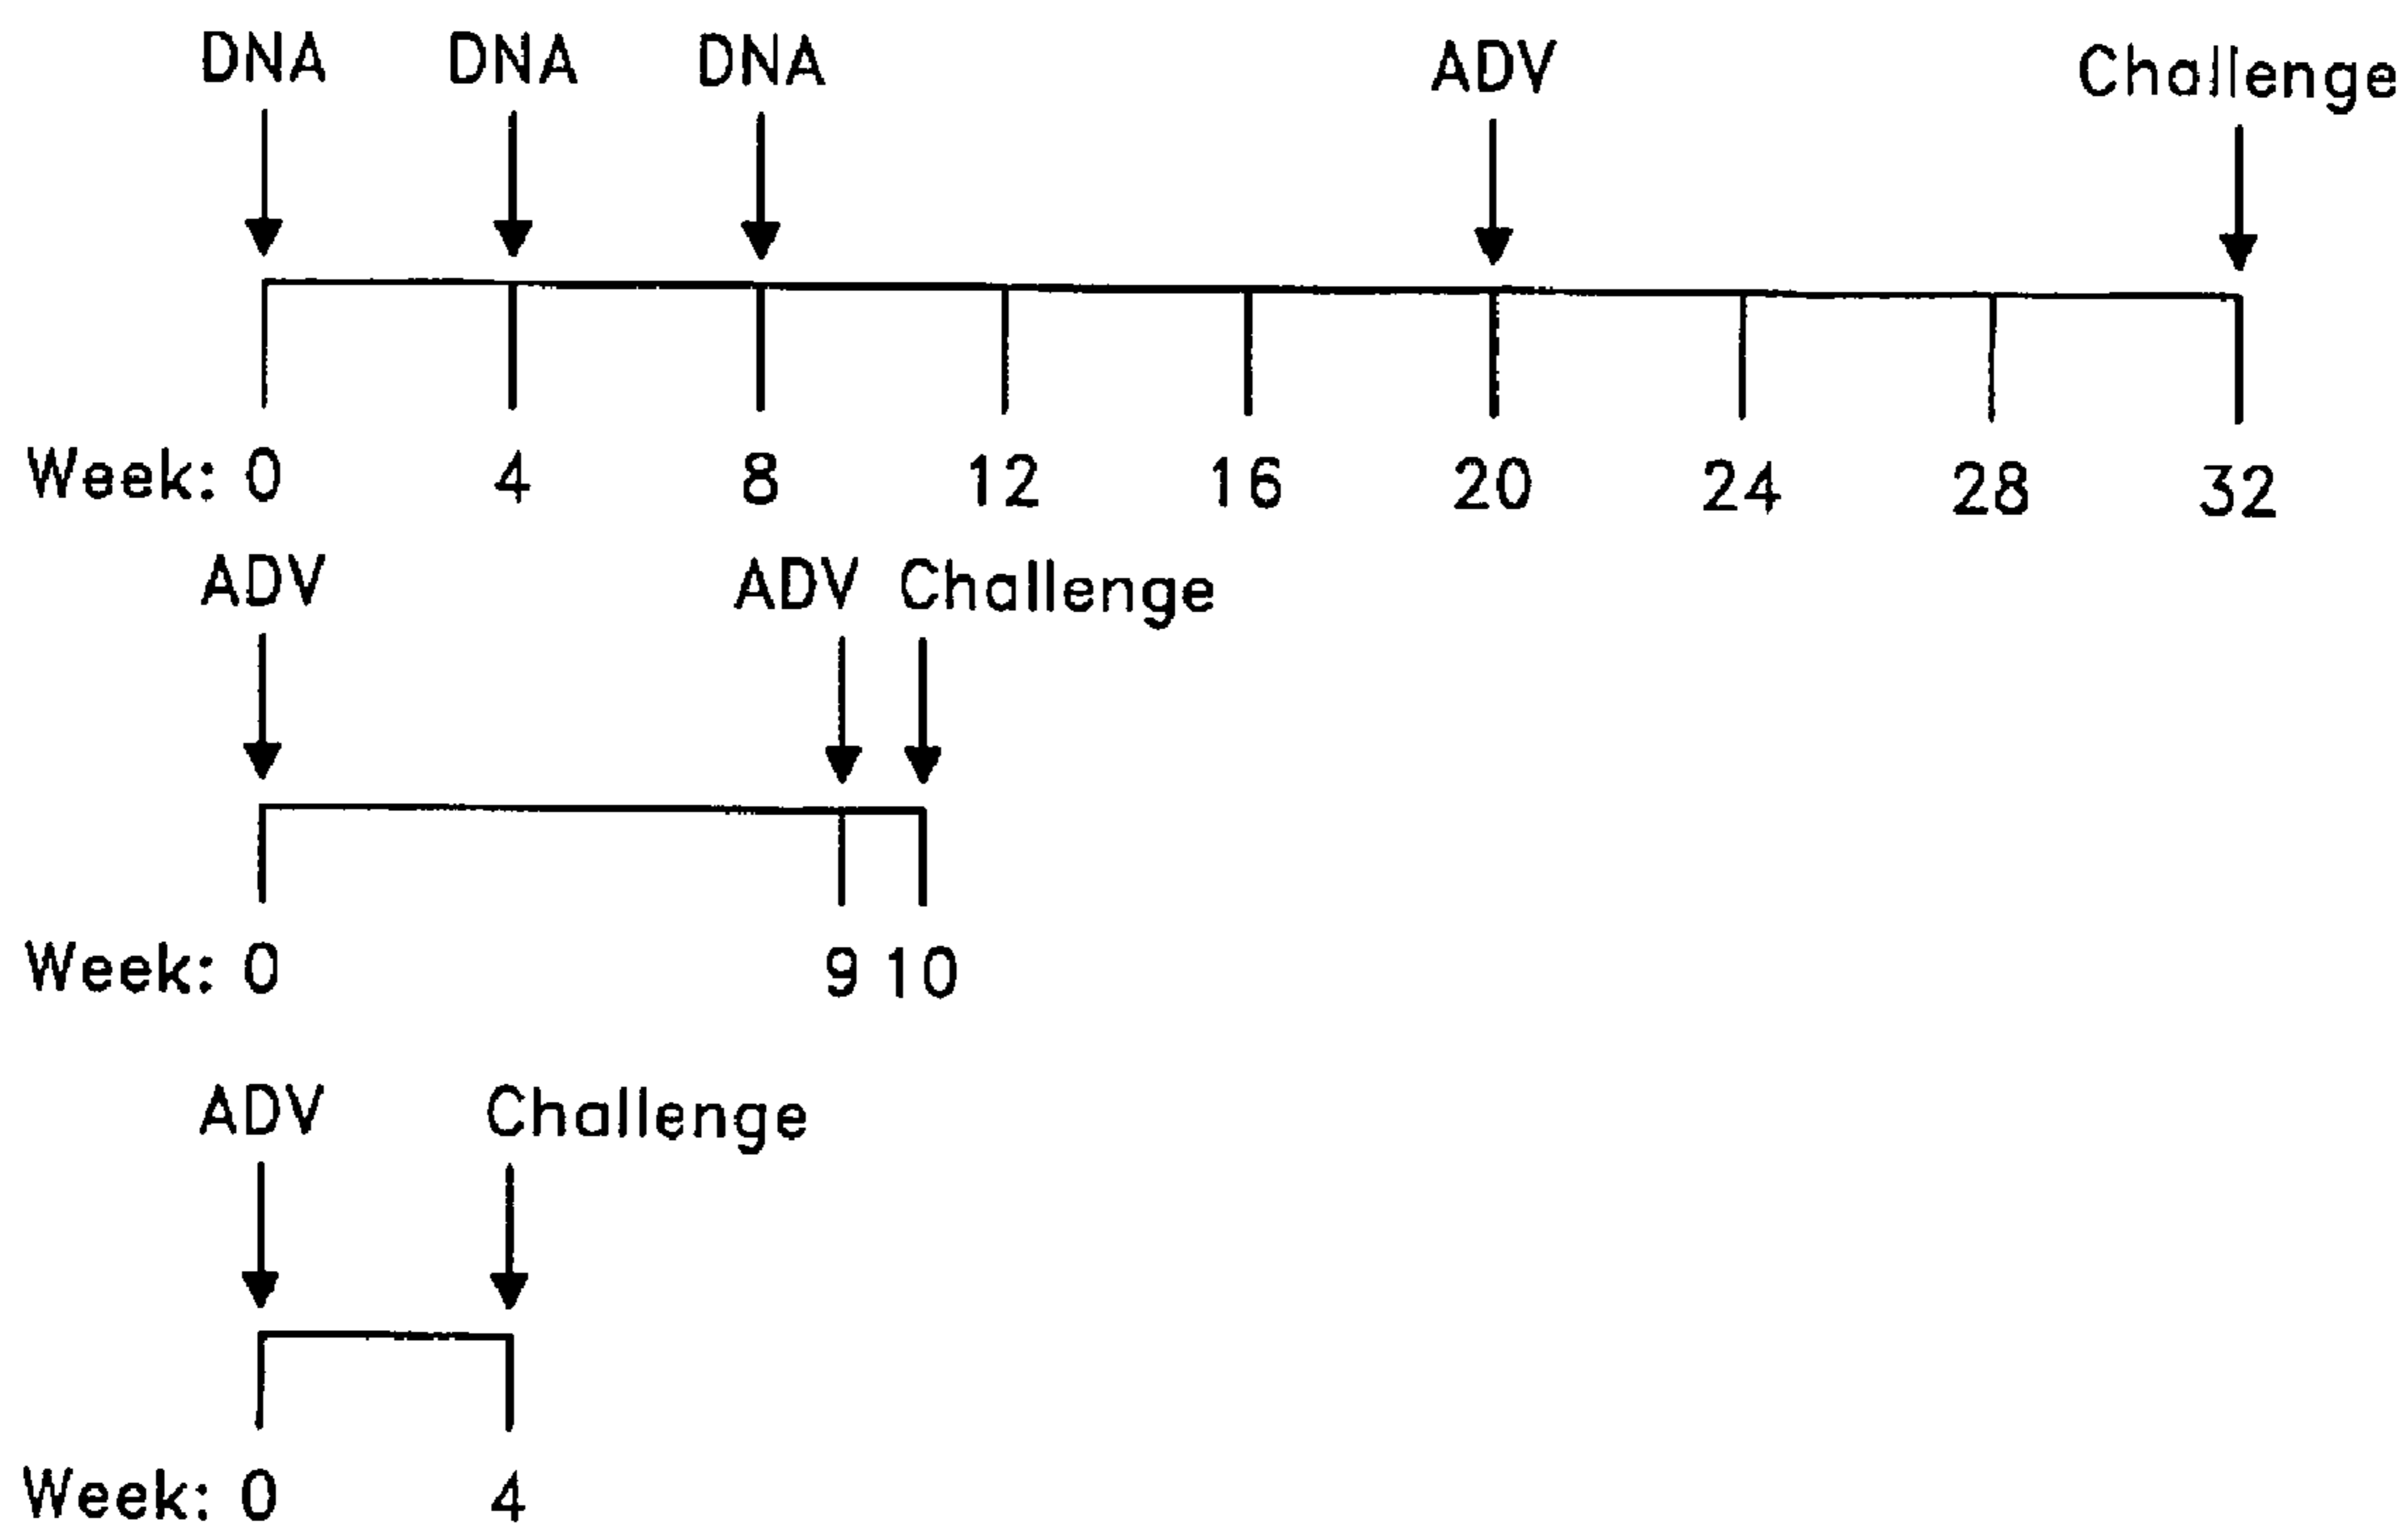 DNA DNA DNA ADV Challenge
Week: 0 4 8 12 16 20 24 28 32
ADV ADV Challenge
Week: 0 9 10
ADV Challenge
Week: 0 4